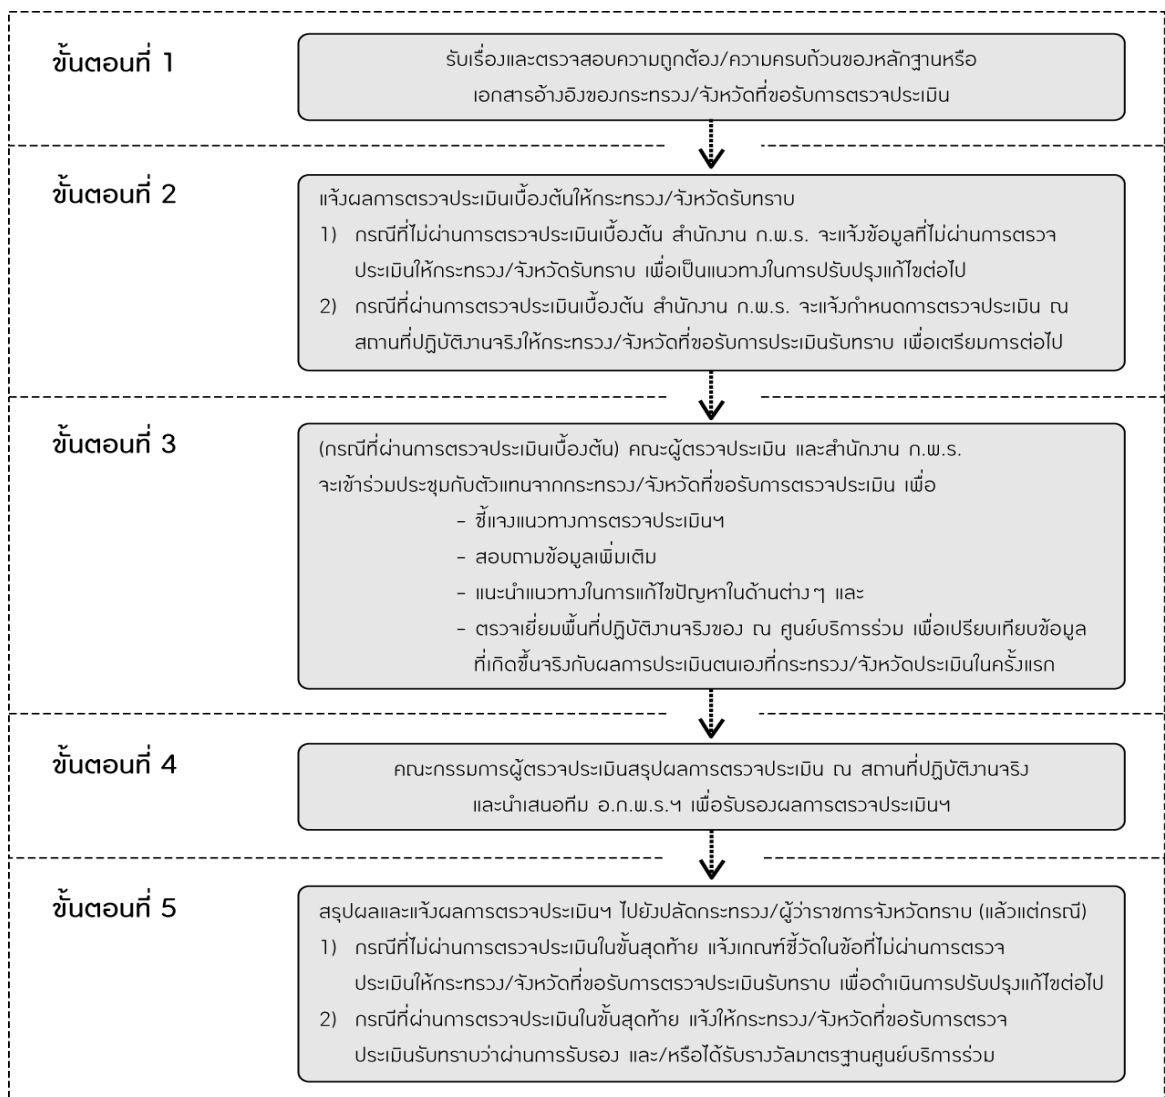 ขั้นตอนที่ 1
รับเรื่องและตรวจสอบความถูกต้อง/ความครบถ้วนของหลักฐานหรือ
เอกสารอ้างอิงของกระทรวง/จังหวัดที่ขอรับการตรวจประเมิน
ขั้นตอนที่ 2
แจ้งผลการตรวจประเมินเบื้องต้นให้กระทรวง/จังหวัดรับทราบ
1) กรณีที่ไม่ผ่านการตรวจประเมินเบื้องต้น สำนักงาน ก.พ.ร. จะแจ้งข้อมูลที่ไม่ผ่านการตรวจ
ประเมินให้กระทรวง/จังหวัดรับทราบ เพื่อเป็นแนวทางในการปรับปรุงแก้ไขต่อไป
2) กรณีที่ผ่านการตรวจประเมินเบื้องต้น สำนักงาน ก.พ.ร. จะแจ้งกำหนดการตรวจประเมิน ณ
สถานที่ปฏิบัติงานจริงให้กระทรวง/จังหวัดที่ขอรับการประเมินรับทราบ เพื่อเตรียมการต่อไป
ขั้นตอนที่ 3
(กรณีที่ผ่านการตรวจประเมินเบื้องต้น) คณะผู้ตรวจประเมิน และสำนักงาน ก.พ.ร.
จะเข้าร่วมประชุมกับตัวแทนจากกระทรวง/จังหวัดที่ขอรับการตรวจประเมิน เพื่อ
- ชี้แจงแนวทางการตรวจประเมินฯ
- สอบถามข้อมูลเพิ่มเติม
- แนะนำแนวทางในการแก้ไขปัญหาในด้านต่างๆ และ
- ตรวจเยี่ยมพื้นที่ปฏิบัติงานจริงของ ณ ศูนย์บริการร่วม เพื่อเปรียบเทียบข้อมูล
ที่เกิดขึ้นจริงกับผลการประเมินตนเองที่กระทรวง/จังหวัดประเมินในครั้งแรก
ขั้นตอนที่ 4
คณะกรรมการผู้ตรวจประเมินสรุปผลการตรวจประเมิน ณ สถานที่ปฏิบัติงานจริง
และนำเสนอทีม อ.ก.พ.ร.ฯ เพื่อรับรองผลการตรวจประเมินฯ
ขั้นตอนที่ 5
สรุปผลและแจ้งผลการตรวจประเมินฯ ไปยังปลัดกระทรวง/ผู้ว่าราชการจังหวัดทราบ (แล้วแต่กรณี)
1) กรณีที่ไม่ผ่านการตรวจประเมินในขั้นสุดท้าย แจ้งเกณฑ์ชี้วัดในข้อที่ไม่ผ่านการตรวจ
ประเมินให้กระทรวง/จังหวัดที่ขอรับการตรวจประเมินรับทราบ เพื่อดำเนินการปรับปรุงแก้ไขต่อไป
2) กรณีที่ผ่านการตรวจประเมินในขั้นสุดท้าย แจ้งให้กระทรวง/จังหวัดที่ขอรับการตรวจ
ประเมินรับทราบว่าผ่านการรับรอง และ/หรือได้รับรางวัลมาตรฐานศูนย์บริการร่วม